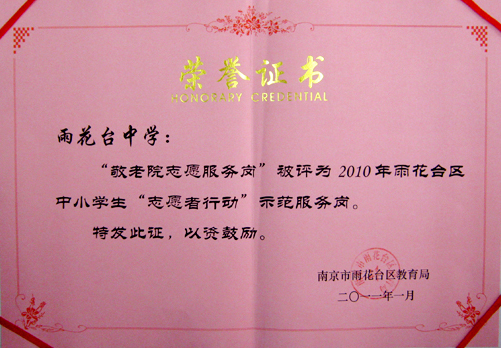 荣誉证书
HONORARY CREDENTIAL
雨花台中学：
“敬老院志愿服务岗”被评为2010年雨花台区
中小学生“志愿者行动”示范服务岗。
特发此证，以资鼓励。
南京市雨花台区教育局
二〇一一年一月